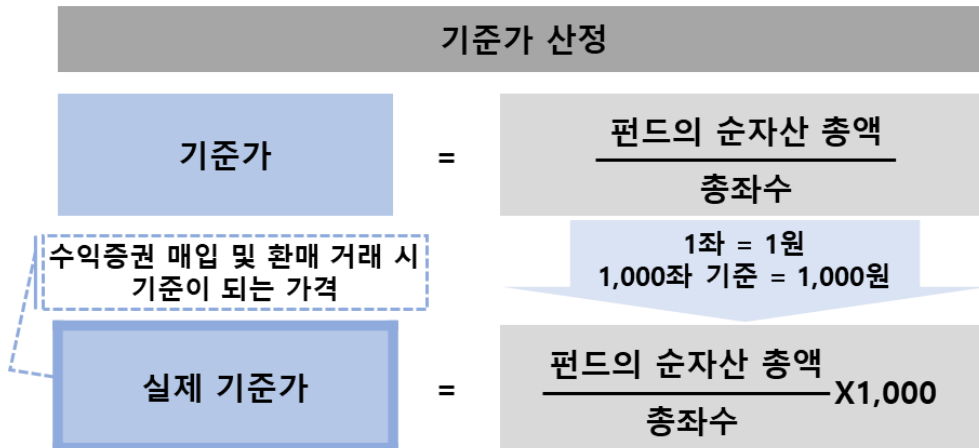 기준가 산정
기준가
=
펀드의 순자산 총액
총좌수
수익증권 매입 및 환매 거래 시
기준이 되는 가격
1좌 = 1원
1,000좌 기준 = 1,000원
실제 기준가
=
펀드의 순자산 총액
총좌수
X1,000